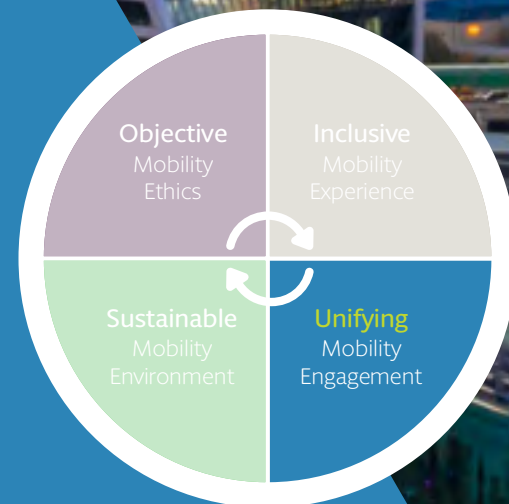 Objective
Mobility
Ethics
Inclusive
Mobility
Experience
Sustainable
Mobility
Environment
Unifying
Mobility
Engagement